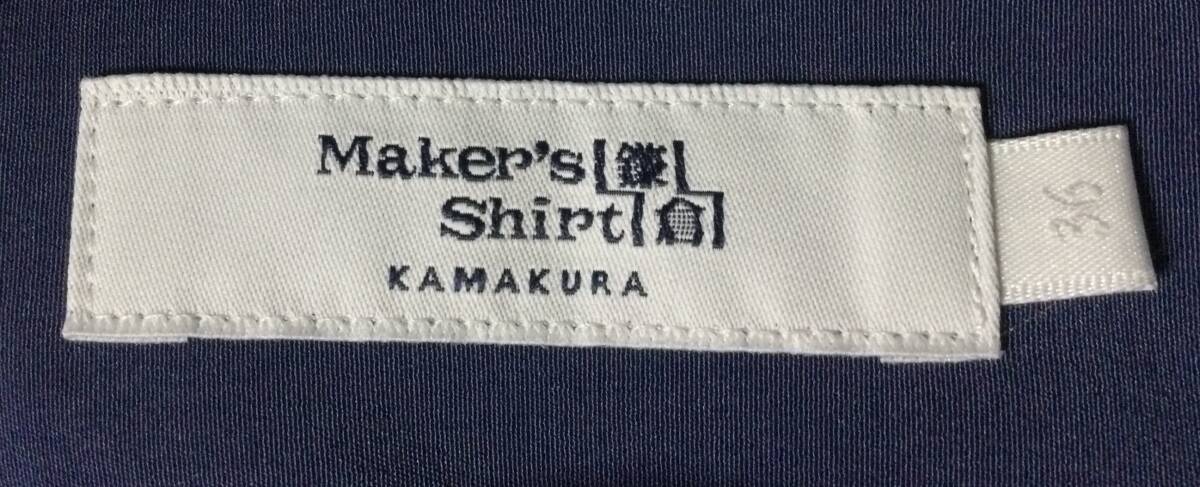 Maker's 鎌
Shirt 倉
KAMAKURA
36